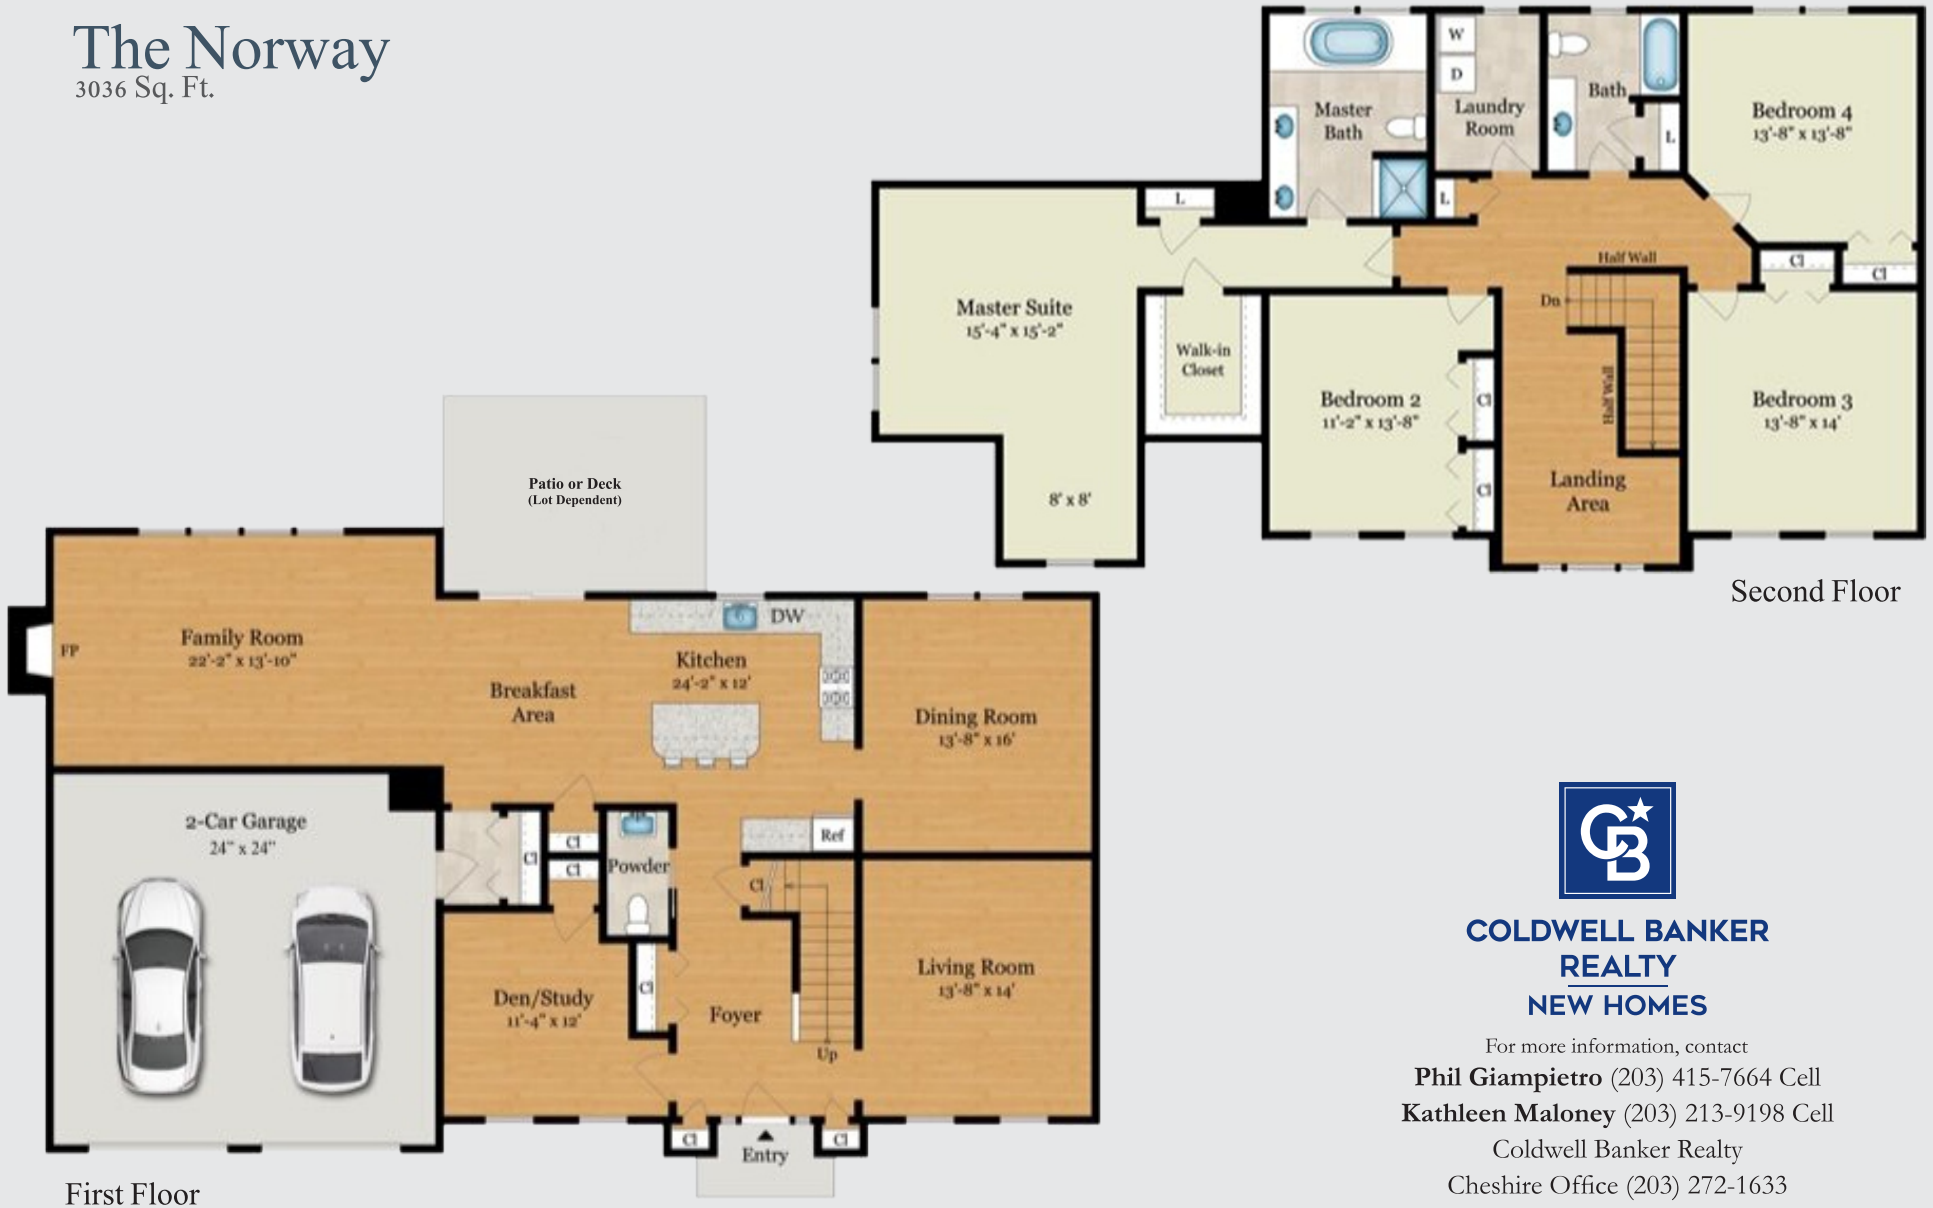 The Norway
3036 Sq. Ft.
W
D
Master
Bath
Laundry
Room
Bath
L
Bedroom 4
13'-8" x 13'-8"
L
L
Half Wall
Cl
Cl
Master Suite
15'-4" x 15'-2"
Dn
Walk-in
Closet
Bedroom 2
11'-2" x 13'-8"
Cl
Half Wall
Bedroom 3
13'-8" x 14'
Cl
Landing
Area
8' x 8'
Second Floor
Patio or Deck
(Lot Dependent)
FP
Family Room
22'-2" x 13'-10"
DW
Kitchen
24'-2" x 12'
Breakfast
Area
Dining Room
13'-8" x 16'
2-Car Garage
24" x 24"
Cl
Cl
Cl
Powder
Ref
Cl
Den/Study
11'-4" x 12'
Cl
Foyer
Up
Living Room
13'-8" x 14'
Cl
Entry
Cl
First Floor
CB
COLDWELL BANKER
REALTY
NEW HOMES
For more information, contact
Phil Giampietro (203) 415-7664 Cell
Kathleen Maloney (203) 213-9198 Cell
Coldwell Banker Realty
Cheshire Office (203) 272-1633